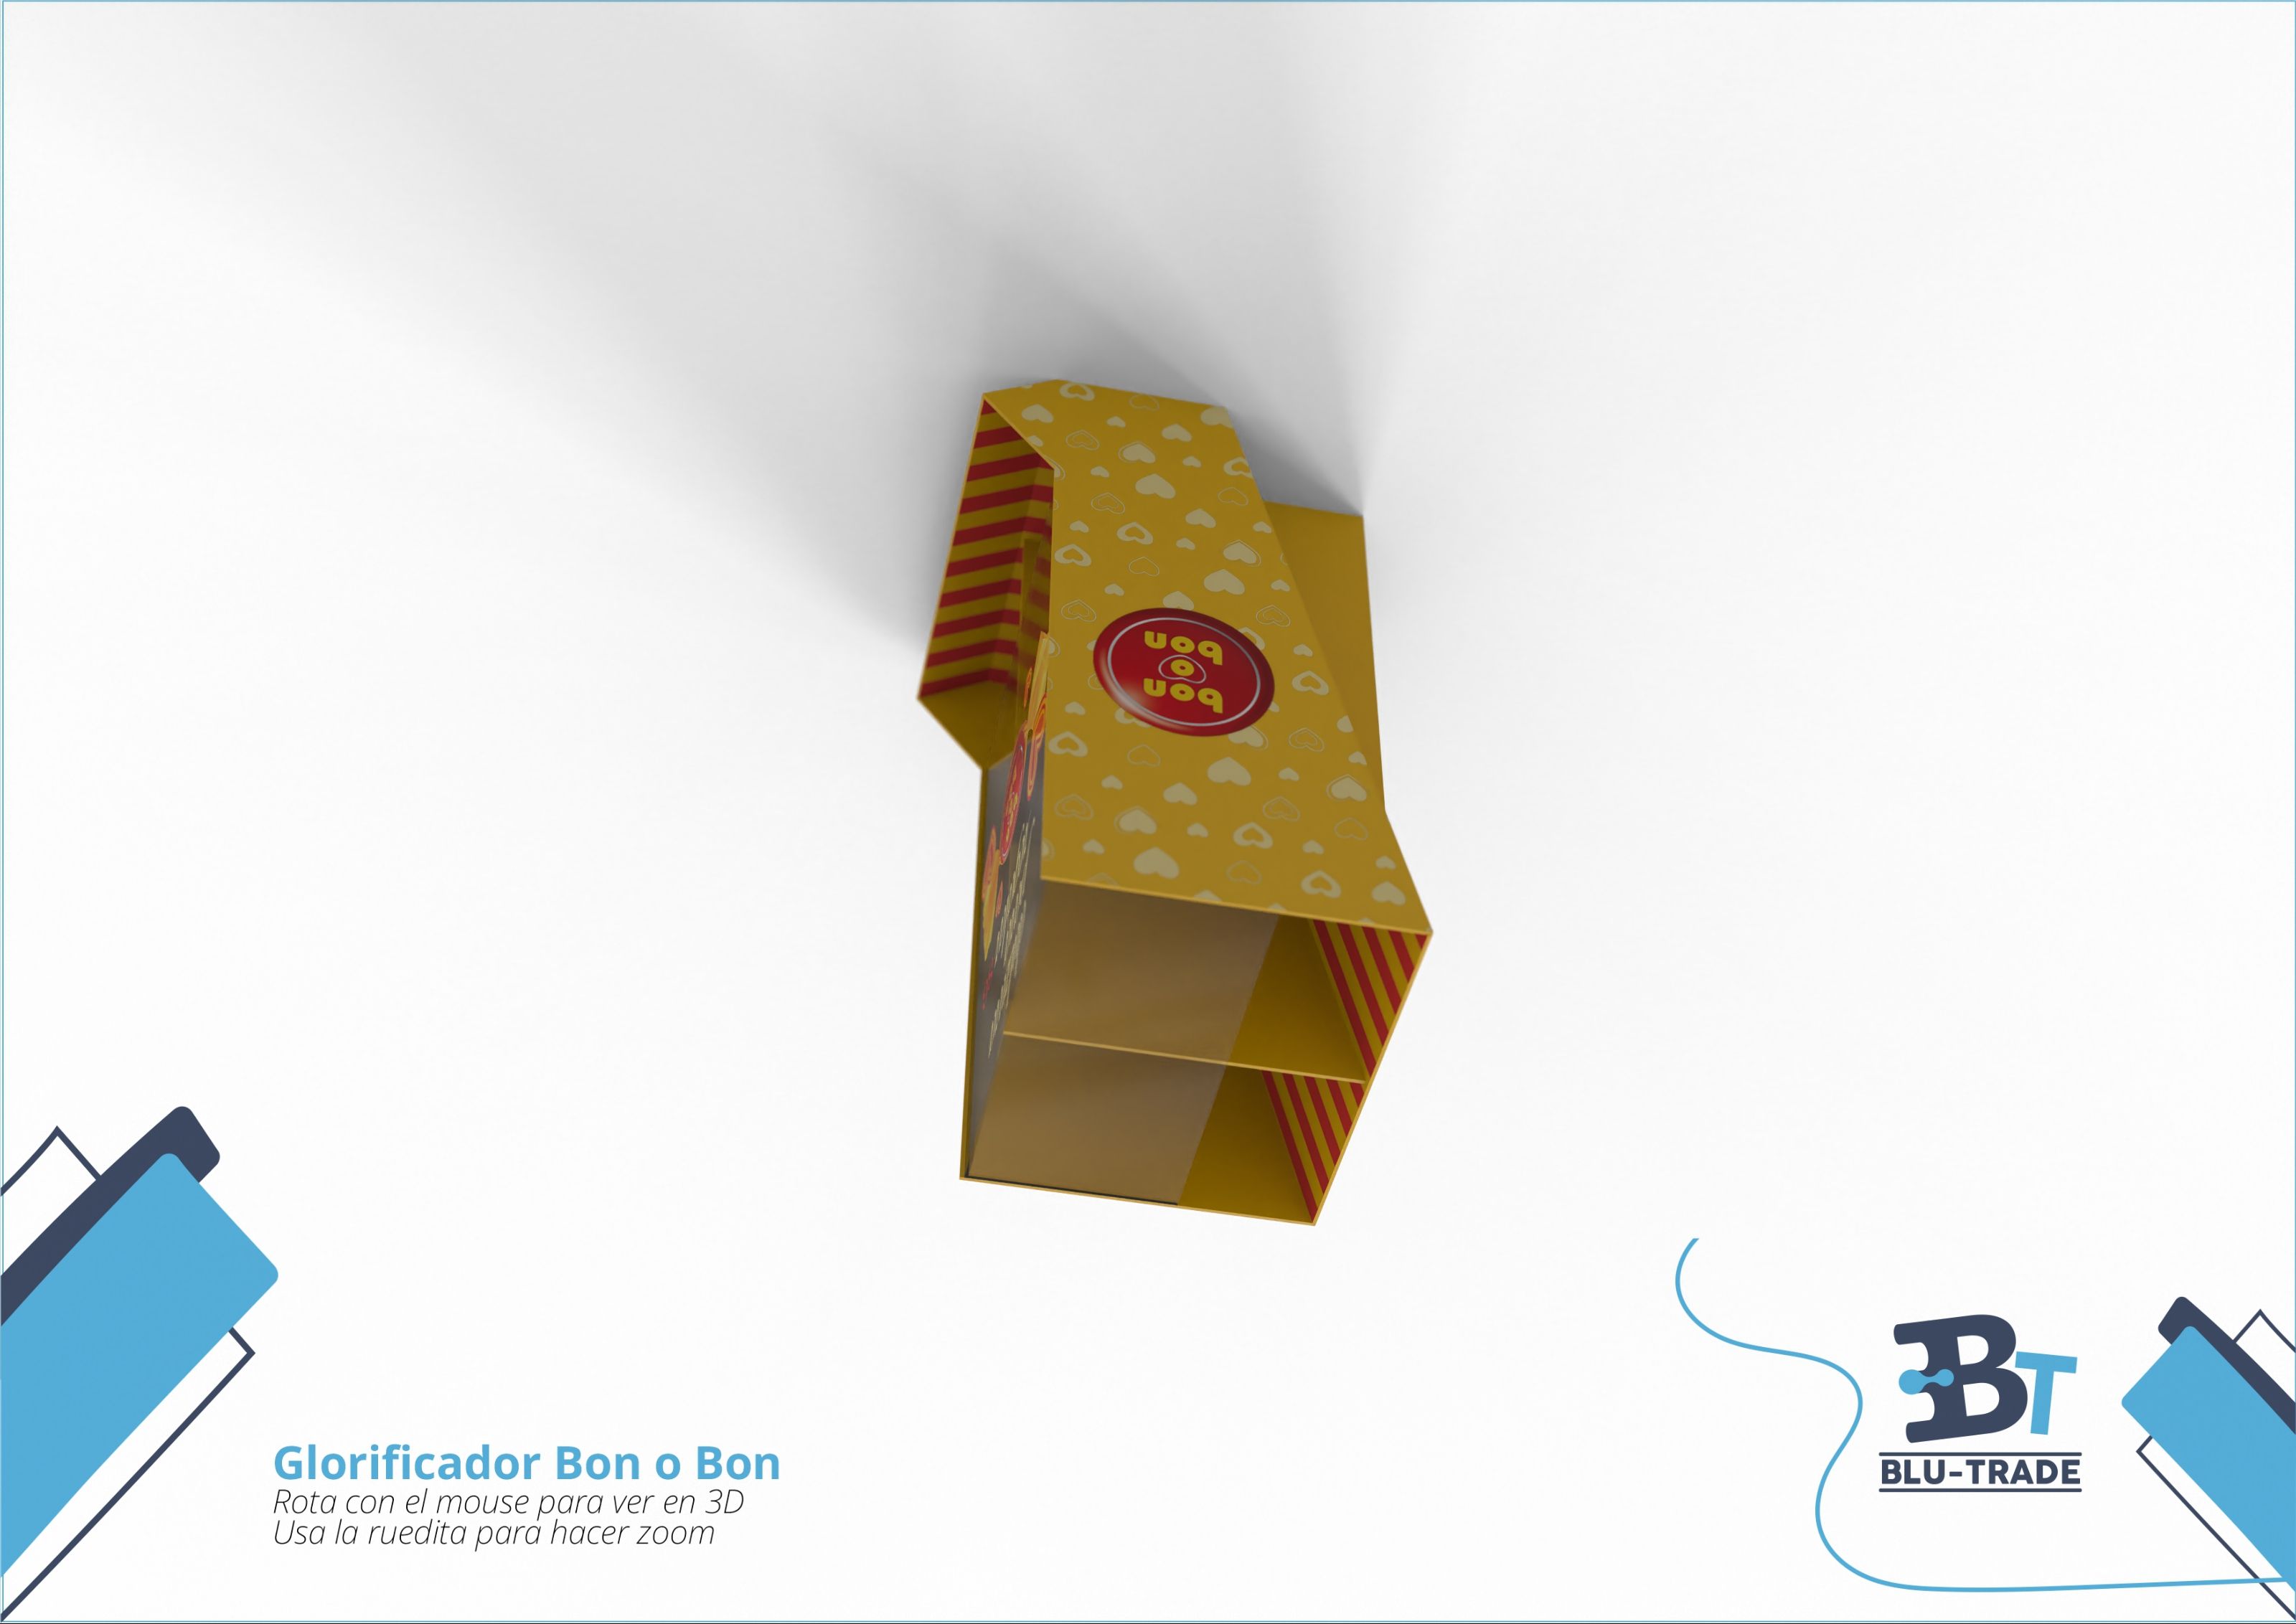 bon
o
bon
Glorificador Bon o Bon
Rota con el mouse para ver en 3D
Usa la ruedita para hacer zoom
BT
BLU-TRADE